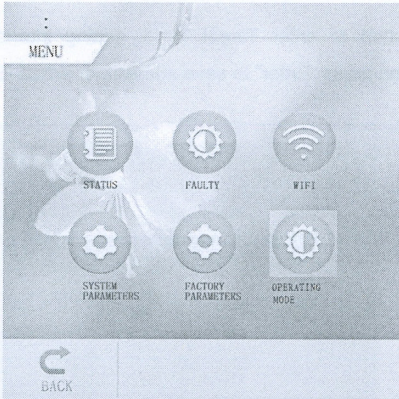 :
MENU
STATUS
FAULTY
WIFI
SYSTEM
PARAMETERS
FACTORY
PARAMETERS
OPERATING
MODE
BACK